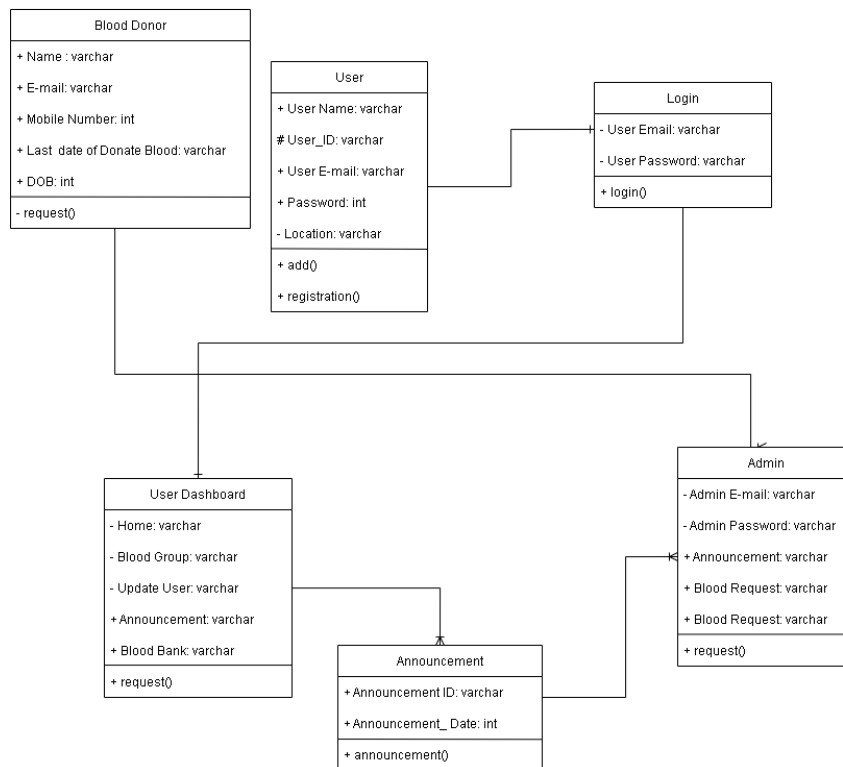 Blood Donor
+ Name : varchar
+ E-mail: varchar
+ Mobile Number: int
+ Last  date of Donate Blood: varchar
+ DOB: int
- request()
User
+ User Name: varchar
# User_ID: varchar
+ User E-mail: varchar
+ Password: int
- Location: varchar
+ add()
+ registration()
Login
- User Email: varchar
- User Password: varchar
+ login()
User Dashboard
- Home: varchar
- Blood Group: varchar
- Update User: varchar
+ Announcement: varchar
+ Blood Bank: varchar
+ request()
Announcement
+ Announcement ID: varchar
+ Announcement_ Date: int
+ announcement()
Admin
- Admin E-mail: varchar
- Admin Password: varchar
+ Announcement: varchar
+ Blood Request: varchar
+ Blood Request: varchar
+ request()